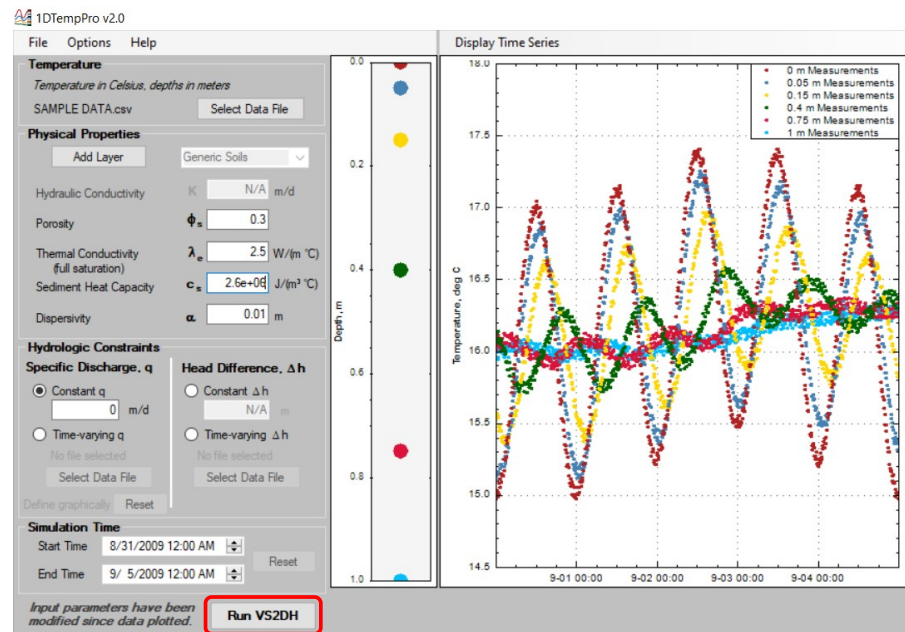 1DTempPro v2.0
File Options Help
Display Time Series
Temperature
Temperature in Celsius, depths in meters
SAMPLE DATA.csv Select Data File
Physical Properties
Add Layer Generic Soils
Hydraulic Conductivity K N/A m/d
Porosity ϕs 0.3
Thermal Conductivity λe 2.5 W/(m °C)
(full saturation)
Sediment Heat Capacity cs 2.6e+06 J/(m³ °C)
Dispersivity α 0.01 m
Hydrologic Constraints
Specific Discharge, q
Constant q
0 m/d
Time-varying q
No file selected
Select Data File
Define graphically Reset
Head Difference, Δh
Constant Δh
N/A m
Time-varying Δh
No file selected
Select Data File
Simulation Time
Start Time 8/31/2009 12:00 AM
End Time 9/ 5/2009 12:00 AM
Reset
Input parameters have been
modified since data plotted.
Run VS2DH
0.0
0.2
0.4
0.6
0.8
1.0
Depth, m
18.0
17.5
17.0
16.5
16.0
15.5
15.0
14.5
Temperature, deg C
0 m Measurements
0.05 m Measurements
0.15 m Measurements
0.4 m Measurements
0.75 m Measurements
1 m Measurements
9-01 00:00 9-02 00:00 9-03 00:00 9-04 00:00